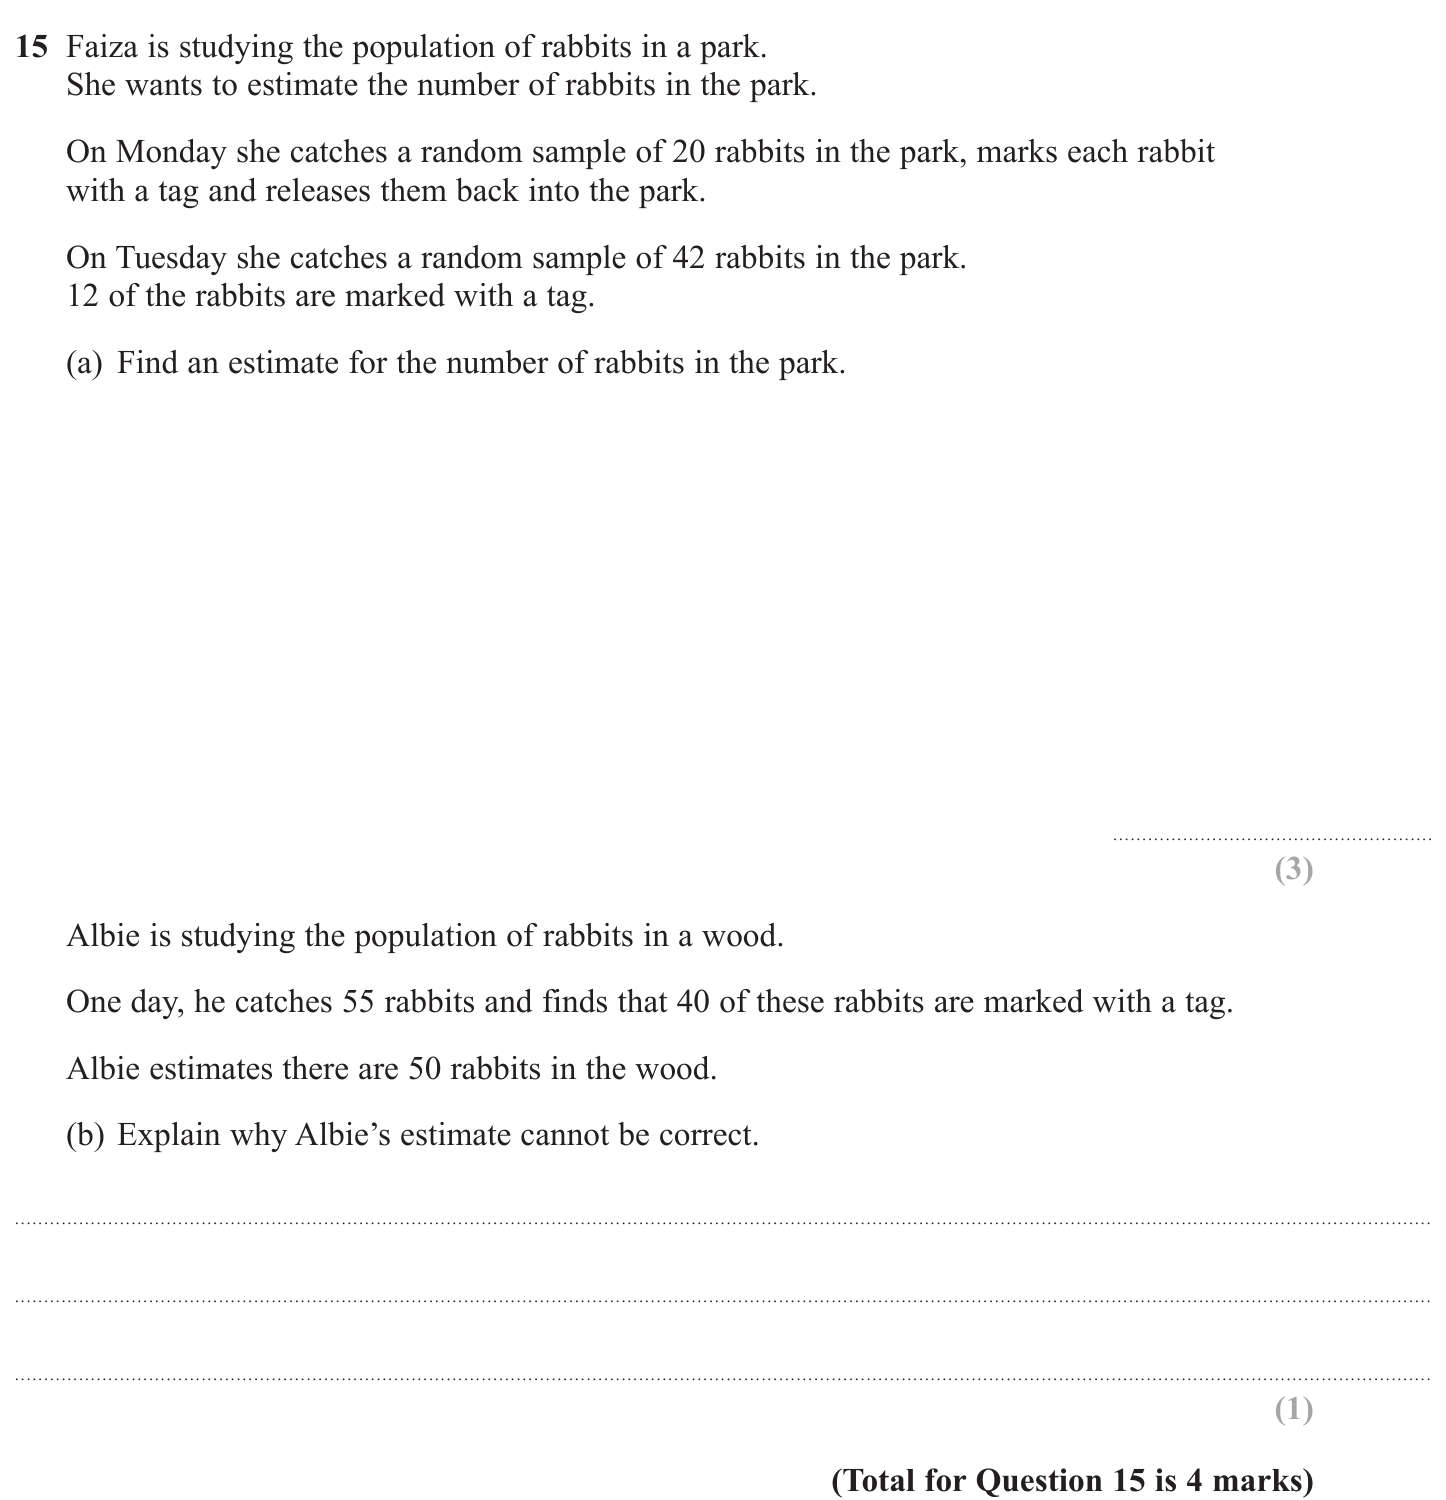 15 Faiza is studying the population of rabbits in a park.
She wants to estimate the number of rabbits in the park.
On Monday she catches a random sample of 20 rabbits in the park, marks each rabbit
with a tag and releases them back into the park.
On Tuesday she catches a random sample of 42 rabbits in the park.
12 of the rabbits are marked with a tag.
(a) Find an estimate for the number of rabbits in the park.
(3)
Albie is studying the population of rabbits in a wood.
One day, he catches 55 rabbits and finds that 40 of these rabbits are marked with a tag.
Albie estimates there are 50 rabbits in the wood.
(b) Explain why Albie’s estimate cannot be correct.
(1)
(Total for Question 15 is 4 marks)